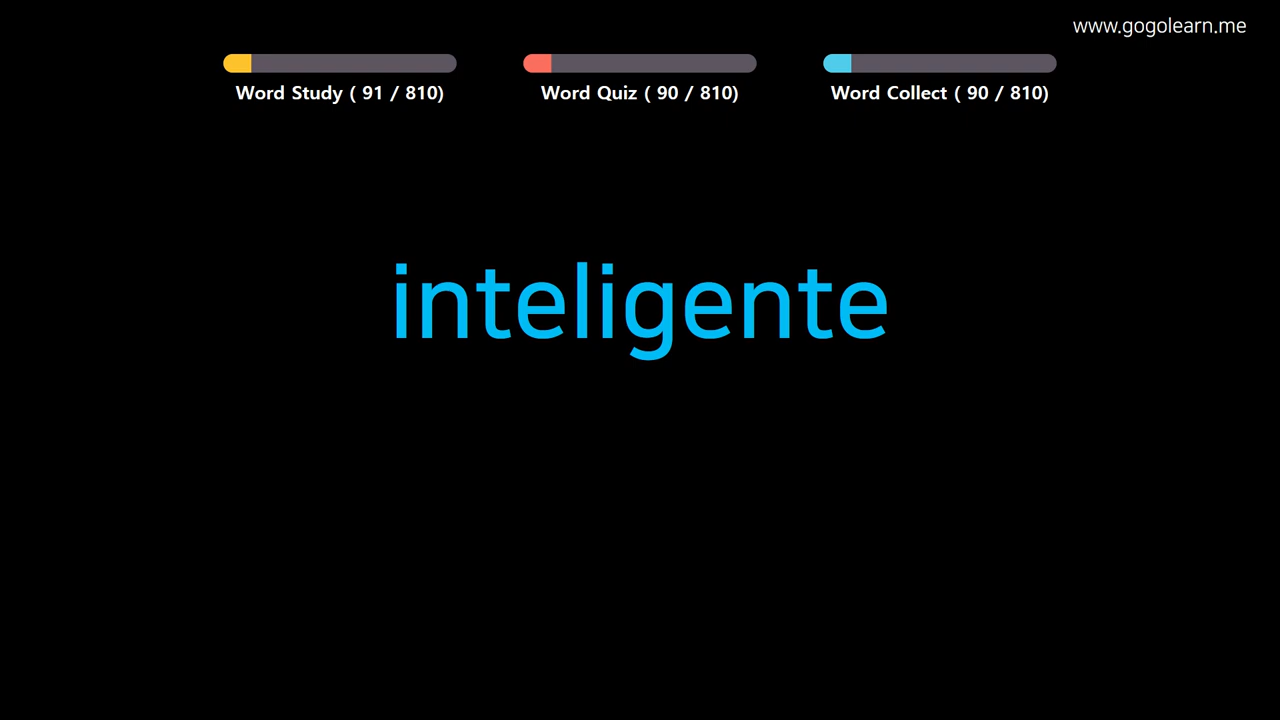 www.gogolearn.me
Word Study ( 91 / 810)
Word Quiz ( 90 / 810)
Word Collect ( 90 / 810)
inteligente